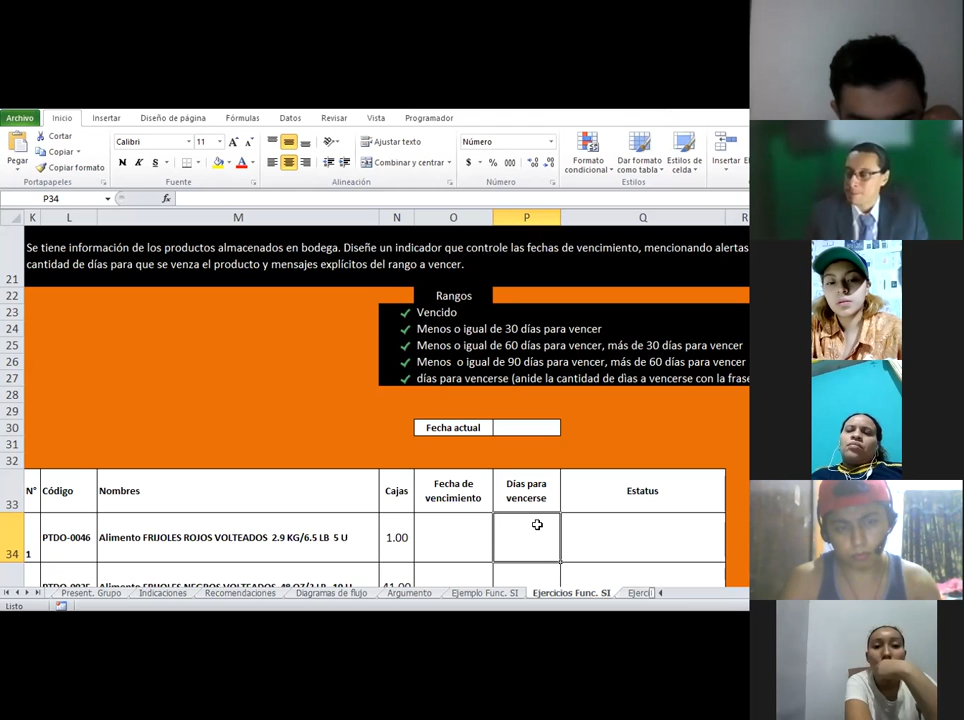 Archivo Inicio Insertar Diseño de página Fórmulas Datos Revisar Vista Programador
Pegar
Cortar
Copiar
Copiar formato
Portapapeles
Calibri 11
N K S
Fuente
Ajustar texto
Combinar y centrar
Alineación
Número
$ % 000
Número
Formato condicional
Dar formato como tabla
Estilos de celda
Estilos
Insertar
P34 fx
K L M N O P Q R
21 Se tiene información de los productos almacenados en bodega. Diseñe un indicador que controle las fechas de vencimiento, mencionando alertas
cantidad de días para que se venza el producto y mensajes explícitos del rango a vencer.
22 Rangos
23 Vencido
24 Menos o igual de 30 días para vencer
25 Menos o igual de 60 días para vencer, más de 30 días para vencer
26 Menos o igual de 90 días para vencer, más de 60 días para vencer
27 días para vencerse (anide la cantidad de dias a vencerse con la frase
28
29
30 Fecha actual
31
32
33 N° Código Nombres Cajas Fecha de vencimiento Días para vencerse Estatus
34 1 PTDO-0046 Alimento FRIJOLES ROJOS VOLTEADOS 2.9 KG/6.5 LB 5 U 1.00
Present. Grupo Indicaciones Recomendaciones Diagramas de flujo Argumento Ejemplo Func. SI Ejercicios Func. SI Ejerci
Listo